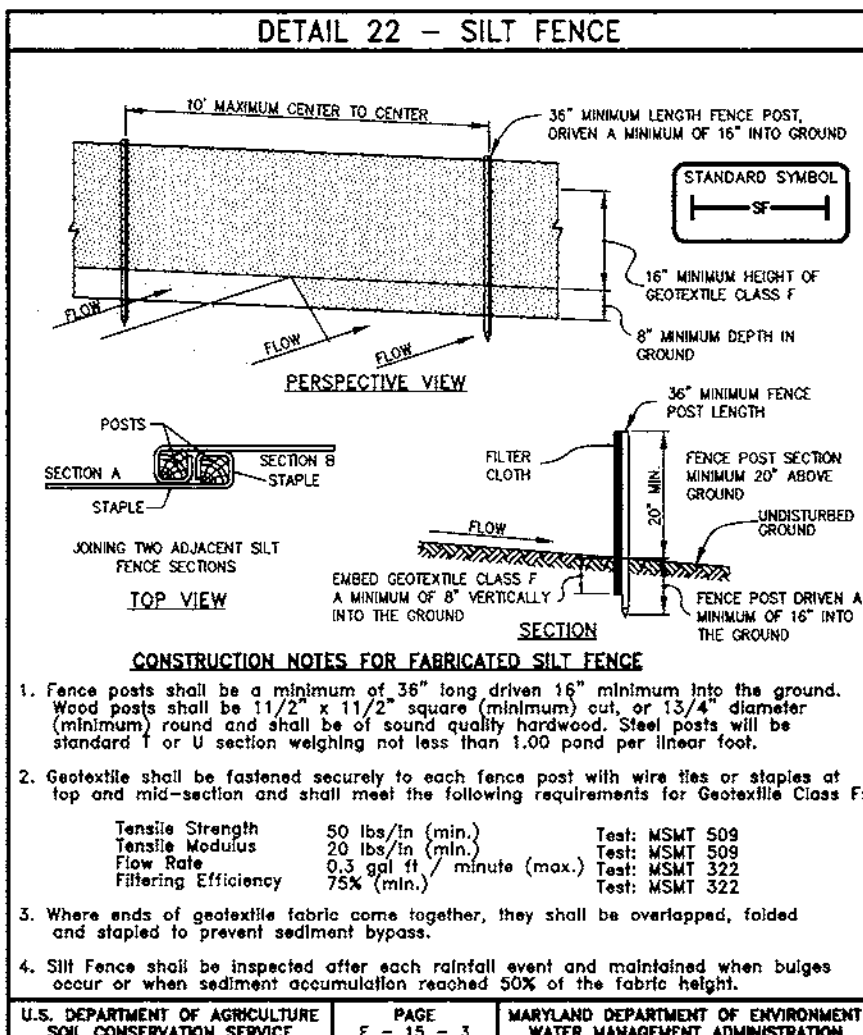 DETAIL 22 - SILT FENCE
10' MAXIMUM CENTER TO CENTER
36" MINIMUM LENGTH FENCE POST,
DRIVEN A MINIMUM OF 16" INTO GROUND
STANDARD SYMBOL
SF
16" MINIMUM HEIGHT OF
GEOTEXTILE CLASS F
8" MINIMUM DEPTH IN
GROUND
FLOW
FLOW
FLOW
PERSPECTIVE VIEW
36" MINIMUM FENCE
POST LENGTH
POSTS
SECTION A
SECTION B
STAPLE
STAPLE
JOINING TWO ADJACENT SILT
FENCE SECTIONS
TOP VIEW
FILTER
CLOTH
20" MIN.
FENCE POST SECTION
MINIMUM 20" ABOVE
GROUND
UNDISTURBED
GROUND
FLOW
EMBED GEOTEXTILE CLASS F
A MINIMUM OF 8" VERTICALLY
INTO THE GROUND
FENCE POST DRIVEN A
MINIMUM OF 16" INTO
THE GROUND
SECTION
CONSTRUCTION NOTES FOR FABRICATED SILT FENCE
1. Fence posts shall be a minimum of 36" long driven 16" minimum into the ground.
Wood posts shall be 11/2" x 11/2" square (minimum) cut, or 13/4" diameter
(minimum) round and shall be of sound quality hardwood. Steel posts will be
standard T or U section weighing not less than 1.00 pond per linear foot.
2. Geotextile shall be fastened securely to each fence post with wire ties or staples at
top and mid-section and shall meet the following requirements for Geotextile Class F:
Tensile Strength 50 lbs/in (min.) Test: MSMT 509
Tensile Modulus 20 lbs/in (min.) Test: MSMT 509
Flow Rate 0.3 gal ft / minute (max.) Test: MSMT 322
Filtering Efficiency 75% (min.) Test: MSMT 322
3. Where ends of geotextile fabric come together, they shall be overlapped, folded
and stapled to prevent sediment bypass.
4. Silt Fence shall be inspected after each rainfall event and maintained when bulges
occur or when sediment accumulation reached 50% of the fabric height.
U.S. DEPARTMENT OF AGRICULTURE
SOIL CONSERVATION SERVICE
PAGE
E - 15 - 3
MARYLAND DEPARTMENT OF ENVIRONMENT
WATER MANAGEMENT ADMINISTRATION